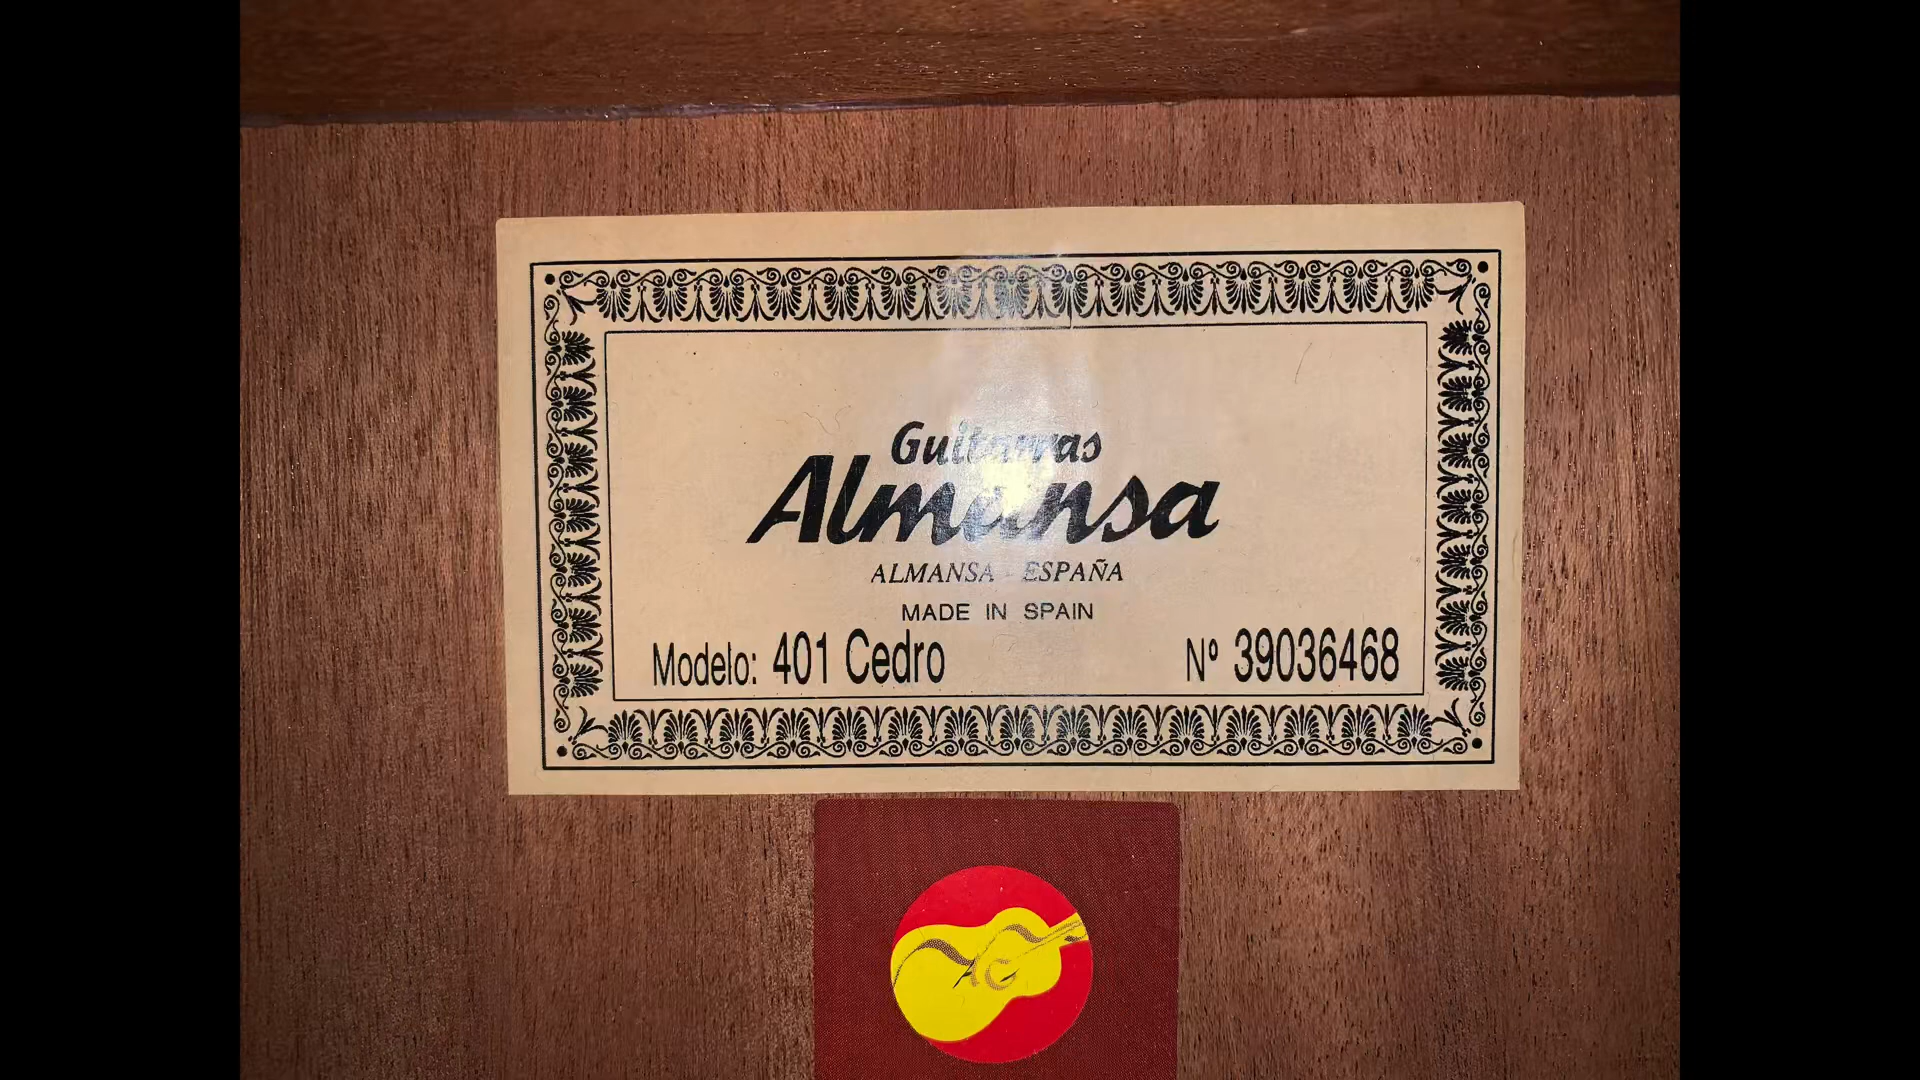 Guitarras
Almansa
ALMANSA - ESPAÑA
MADE IN SPAIN
Modelo: 401 Cedro Nº 39036468